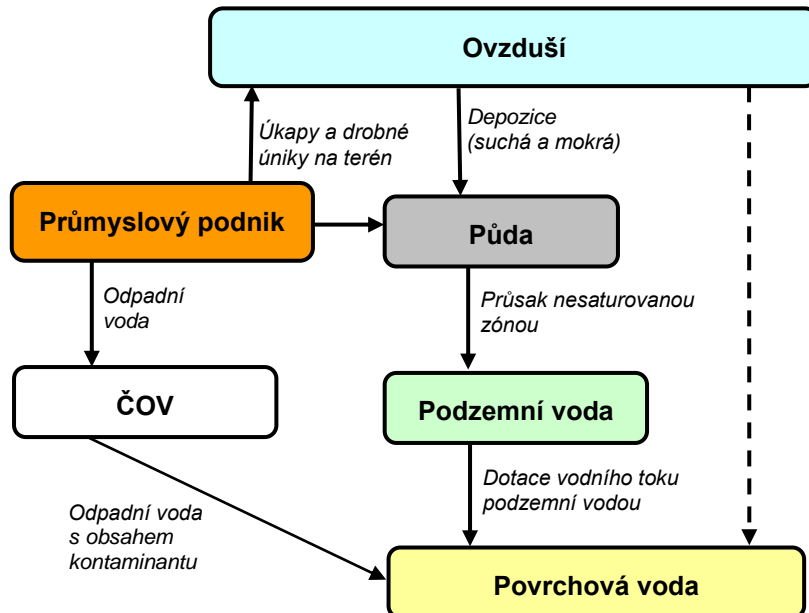 Ovzduší
Úkapy a drobné
úniky na terén
Depozice
(suchá a mokrá)
Průmyslový podnik
Půda
Odpadní
voda
Průsak nesaturovanou
zónou
ČOV
Podzemní voda
Dotace vodního toku
podzemní vodou
Odpadní voda
s obsahem
kontaminantu
Povrchová voda